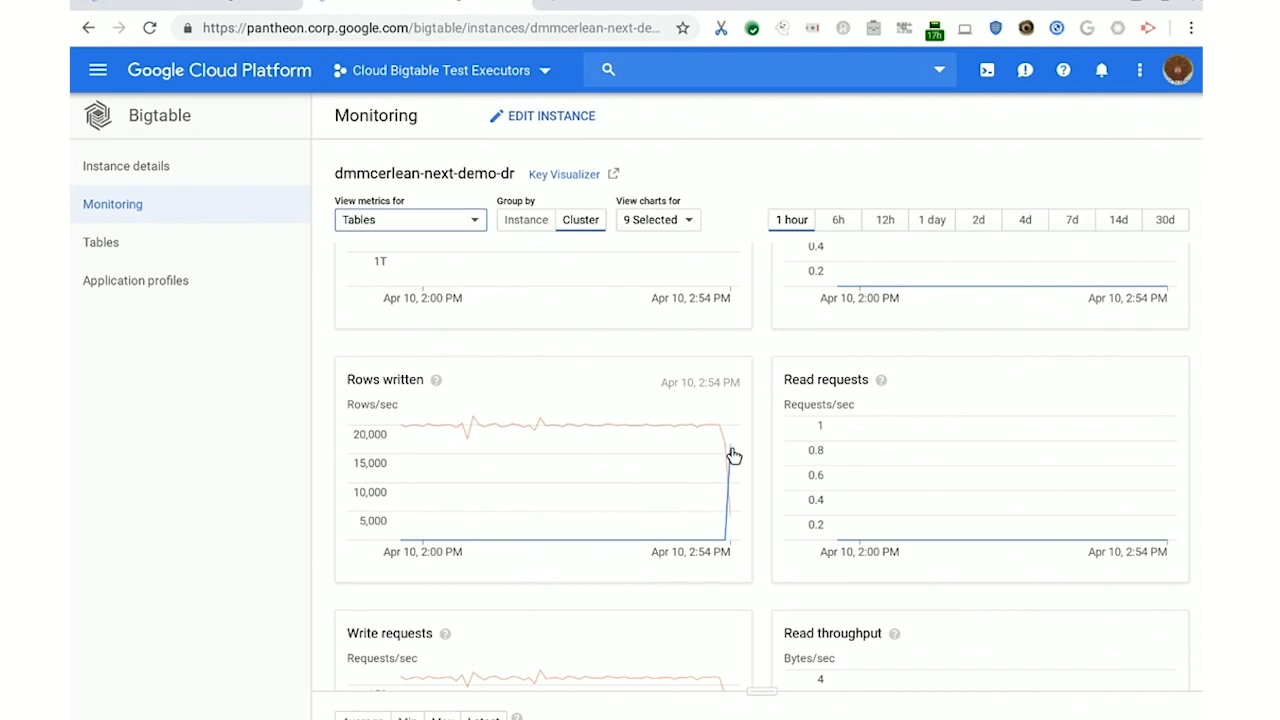 https://pantheon.corp.google.com/bigtable/instances/dmmcerlean-next-de...
17h
Google Cloud Platform
Cloud Bigtable Test Executors
Bigtable
Monitoring
EDIT INSTANCE
Instance details
Monitoring
Tables
Application profiles
dmmcerlean-next-demo-dr
Key Visualizer
View metrics for
Group by
View charts for
Tables
Instance
Cluster
9 Selected
1 hour
6h
12h
1 day
2d
4d
7d
14d
30d
1T
Apr 10, 2:00 PM
Apr 10, 2:54 PM
0.4
0.2
Apr 10, 2:00 PM
Apr 10, 2:54 PM
Rows written
Apr 10, 2:54 PM
Rows/sec
20,000
15,000
10,000
5,000
Apr 10, 2:00 PM
Apr 10, 2:54 PM
Read requests
Requests/sec
1
0.8
0.6
0.4
0.2
Apr 10, 2:00 PM
Apr 10, 2:54 PM
Write requests
Requests/sec
Read throughput
Bytes/sec
4